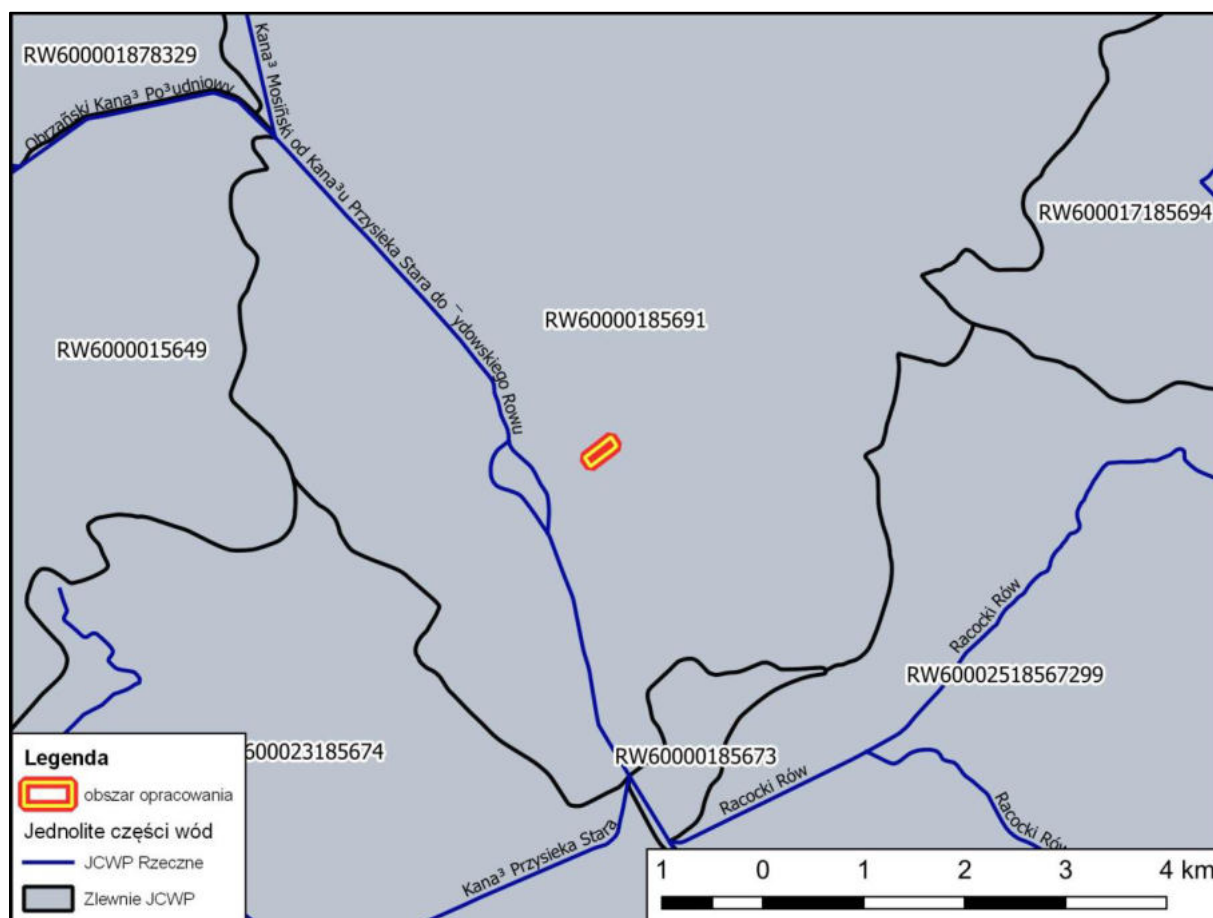 RW600001878329
Obrzañski Kana³ Po³udniowy
Kana³ Mosiñski od Kana³u Przysieka Stara do ¯ydowskiego Rowu
RW600017185694
RW60000185691
RW6000015649
Racocki Rów
RW60002518567299
600023185674
RW60000185673
Racocki Rów
Racocki Rów
Kana³ Przysieka Stara
Legenda
obszar opracowania
Jednolite części wód
JCWP Rzeczne
Zlewnie JCWP
1 0 1 2 3 4 km